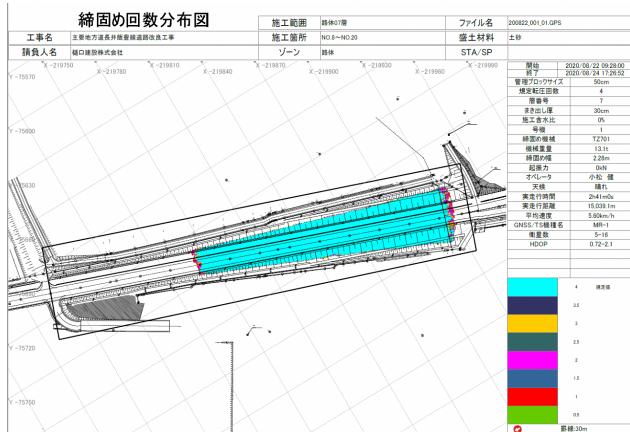 締固め回数分布図
施工範囲 路体07層 ファイル名 200822_001_01.GPS
工事名 主要地方道長井飯豊線道路改良工事 施工箇所 NO.8～NO.20 盛土材料 土砂
請負人名 樋口建設株式会社 ゾーン 路体 STA/SP
X -219750
X -219780
X -219810
X -219840
X -219870
X -219900
X -219930
X -219960
X -219990
Y -75570
Y -75600
Y -75630
Y -75690
Y -75720
Y -75750
開始 2020/08/22 09:28:00
終了 2020/08/24 17:26:52
管理ブロックサイズ 50cm
規定転圧回数 4
層番号 7
まき出し厚 30cm
施工含水比 0%
号機 1
締固め機械 TZ701
機械重量 13.1t
締固め幅 2.28m
起振力 0kN
オペレータ 小松 健
天候 晴れ
実走行時間 2h41m0s
実走行距離 15,039.1m
平均速度 5.60km/h
GNSS/TS機種名 MR-1
衛星数 5-16
HDOP 0.72-2.1
4 規定値
3.5
3
2.5
2
1.5
1
0.5
罫線:30m